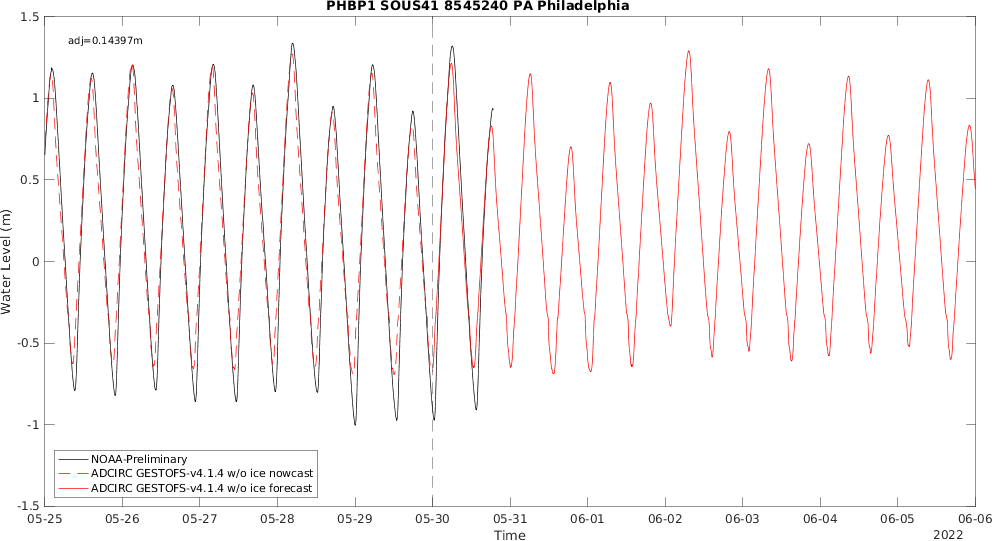 PHBP1 SOUS41 8545240 PA Philadelphia
adj=0.14397m
1.5
1
0.5
0
-0.5
-1
-1.5
Water Level (m)
NOAA-Preliminary
ADCIRC GESTOFS-v4.1.4 w/o ice nowcast
ADCIRC GESTOFS-v4.1.4 w/o ice forecast
05-25 05-26 05-27 05-28 05-29 05-30 05-31 06-01 06-02 06-03 06-04 06-05 06-06
Time
2022